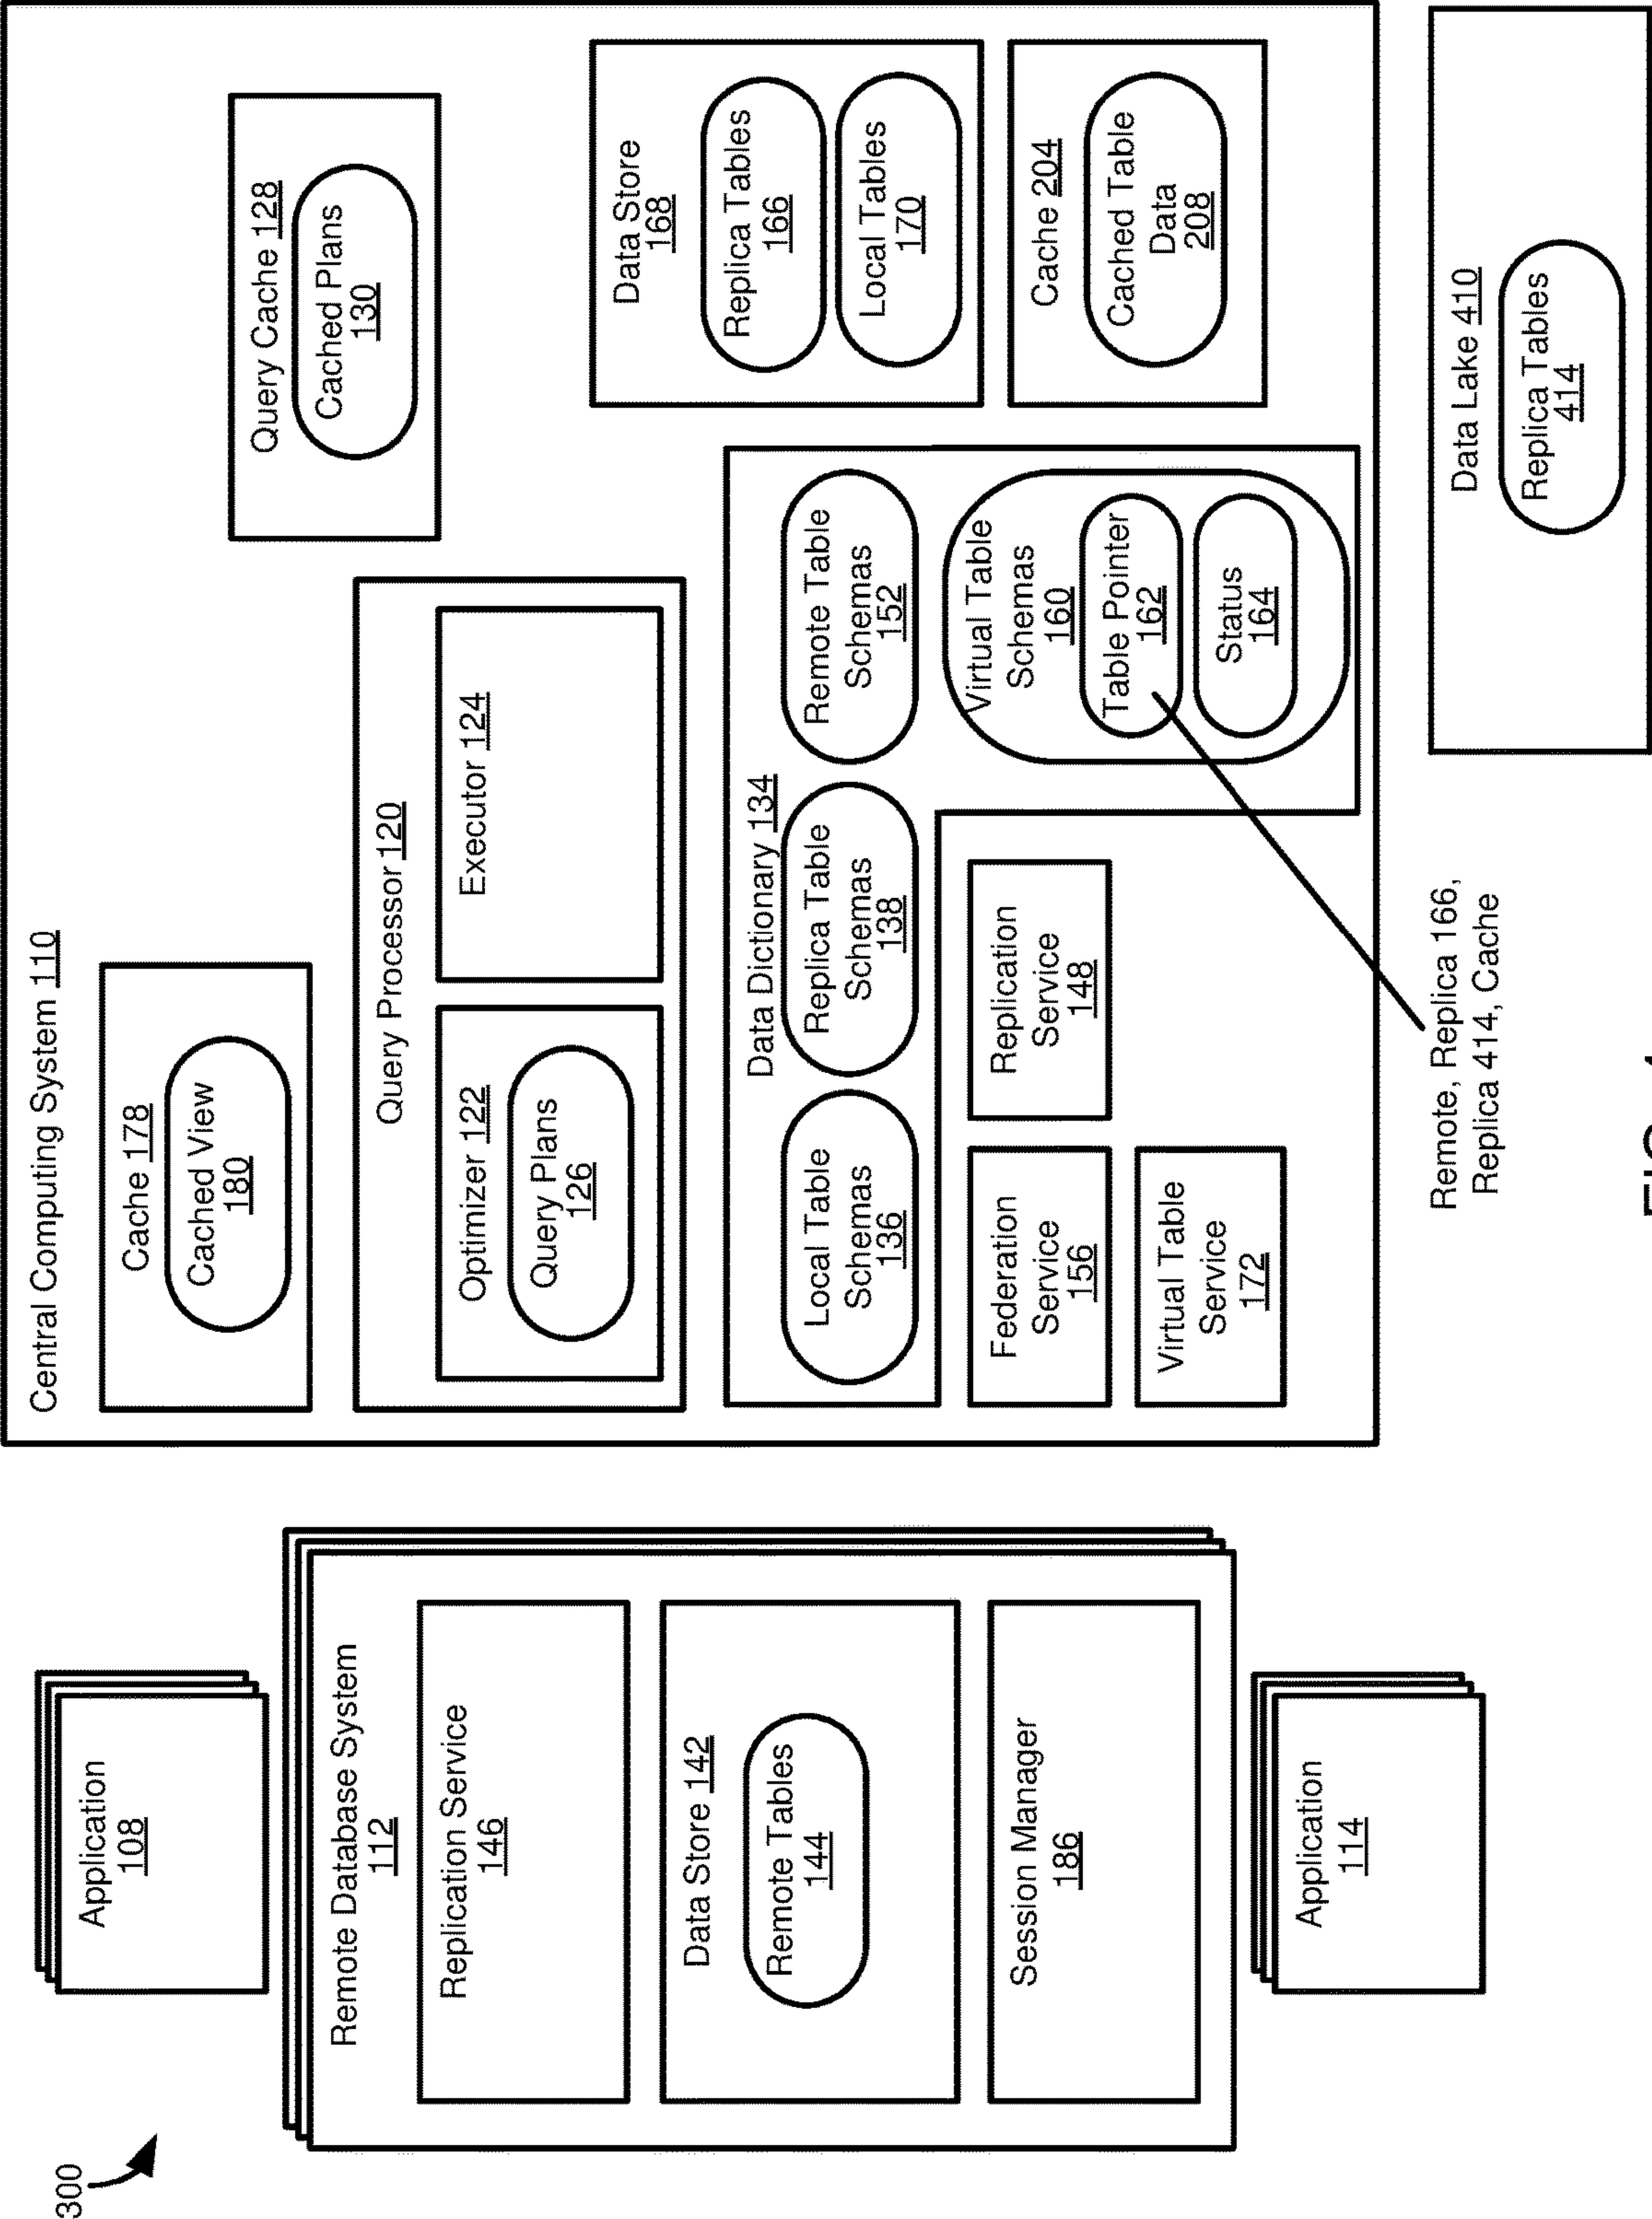 300
Application
108
Remote Database System
112
Replication Service
146
Data Store 142
Remote Tables
144
Session Manager
186
Application
114
Central Computing System 110
Cache 178
Cached View
180
Query Cache 128
Cached Plans
130
Query Processor 120
Optimizer 122
Query Plans
126
Executor 124
Data Store
168
Replica Tables
166
Local Tables
170
Data Dictionary 134
Local Table
Schemas
136
Replica Table
Schemas
138
Remote Table
Schemas
152
Virtual Table
Schemas
160
Table Pointer
162
Status
164
Federation
Service
156
Replication
Service
148
Virtual Table
Service
172
Cache 204
Cached Table
Data
208
Remote, Replica 166,
Replica 414, Cache
Data Lake 410
Replica Tables
414